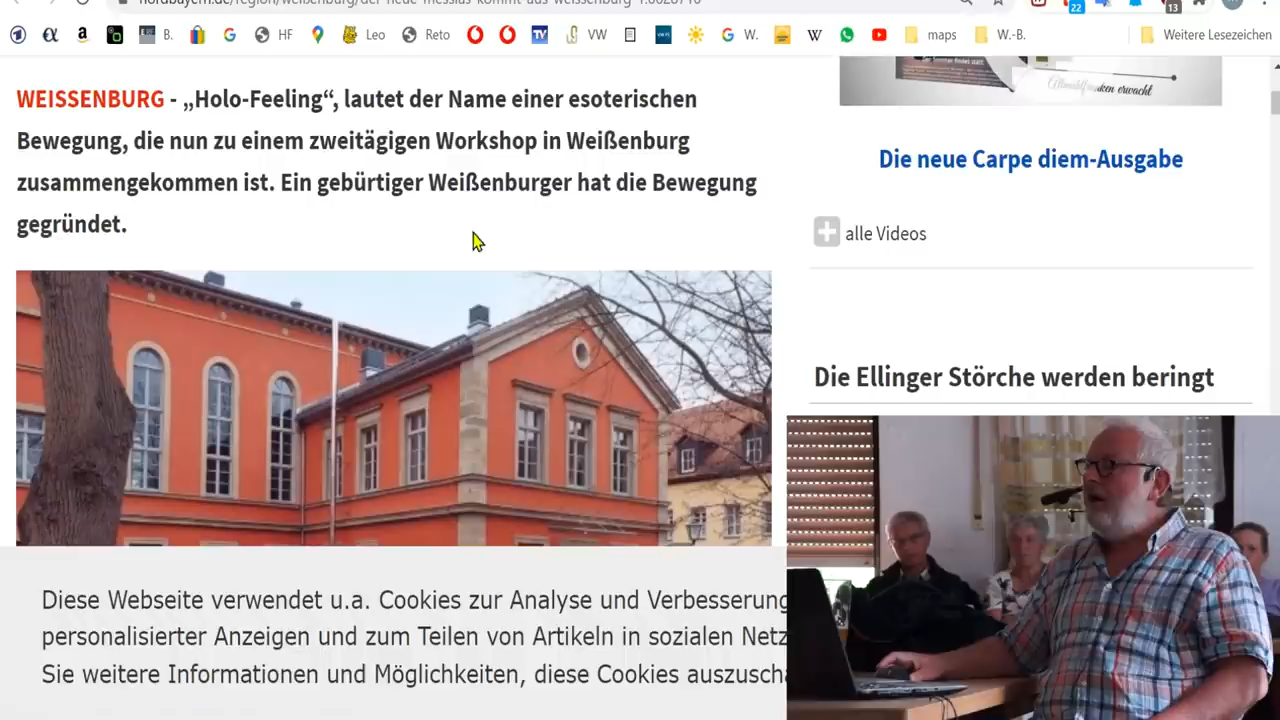 B.
HF
Leo
Reto
VW
W.
maps
W.-B.
Weitere Lesezeichen
22
13
WEISSENBURG - „Holo-Feeling“, lautet der Name einer esoterischen
Bewegung, die nun zu einem zweitägigen Workshop in Weißenburg
zusammengekommen ist. Ein gebürtiger Weißenburger hat die Bewegung
gegründet.
Die neue Carpe diem-Ausgabe
alle Videos
Die Ellinger Störche werden beringt
Diese Webseite verwendet u.a. Cookies zur Analyse und Verbesserung
personalisierter Anzeigen und zum Teilen von Artikeln in sozialen Netz
Sie weitere Informationen und Möglichkeiten, diese Cookies auszuscha